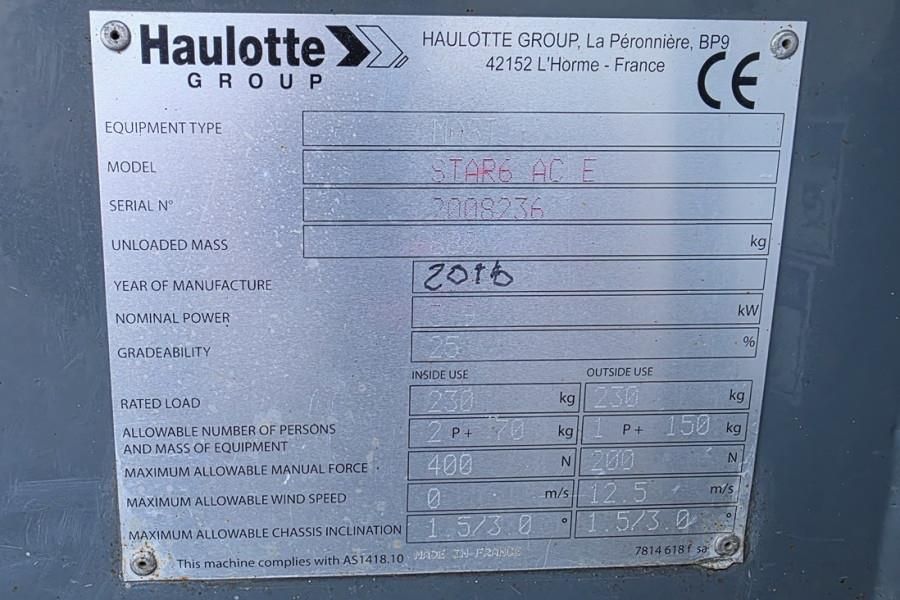 Haulotte
GROUP
HAULOTTE GROUP, La Péronnière, BP9
42152 L'Horme - France
CE
EQUIPMENT TYPE MAST
MODEL STAR6 AC E
SERIAL N° 2008236
UNLOADED MASS kg
YEAR OF MANUFACTURE 2016
NOMINAL POWER kW
GRADEABILITY 25 %
INSIDE USE OUTSIDE USE
RATED LOAD 230 kg 230 kg
ALLOWABLE NUMBER OF PERSONS
AND MASS OF EQUIPMENT 2 P+ 70 kg 1 P+ 150 kg
MAXIMUM ALLOWABLE MANUAL FORCE 400 N 200 N
MAXIMUM ALLOWABLE WIND SPEED 0 m/s 12.5 m/s
MAXIMUM ALLOWABLE CHASSIS INCLINATION 1.5/3.0 ° 1.5/3.0 °
This machine complies with AS1418.10 MADE IN FRANCE 7814 618 f sa